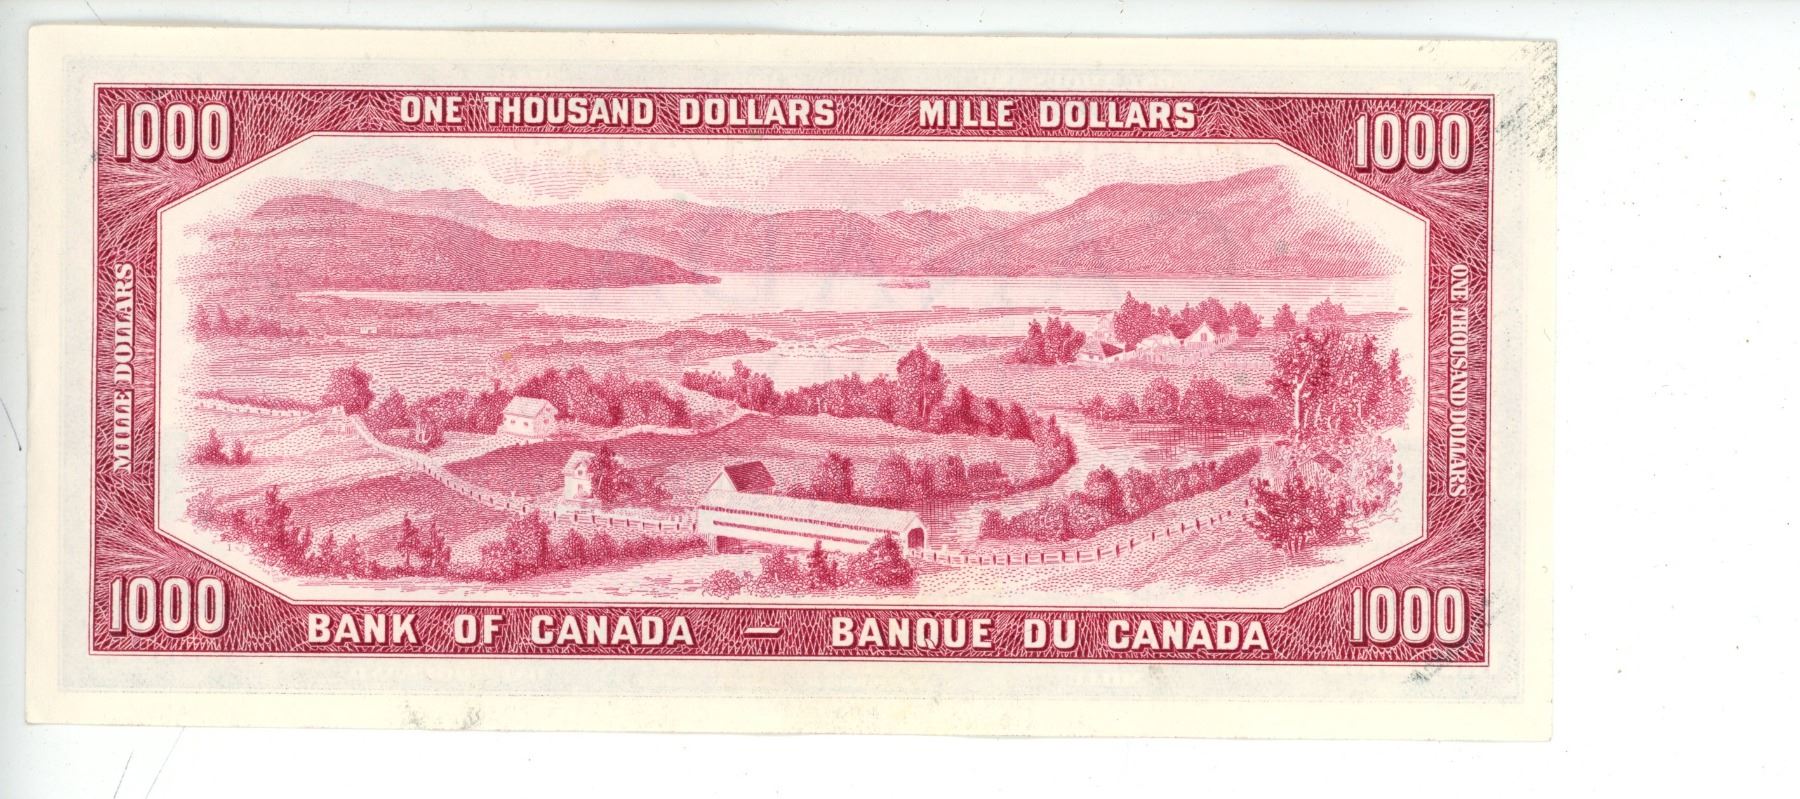 1000 ONE THOUSAND DOLLARS MILLE DOLLARS 1000
MILLE DOLLARS
ONE THOUSAND DOLLARS
1000 BANK OF CANADA — BANQUE DU CANADA 1000